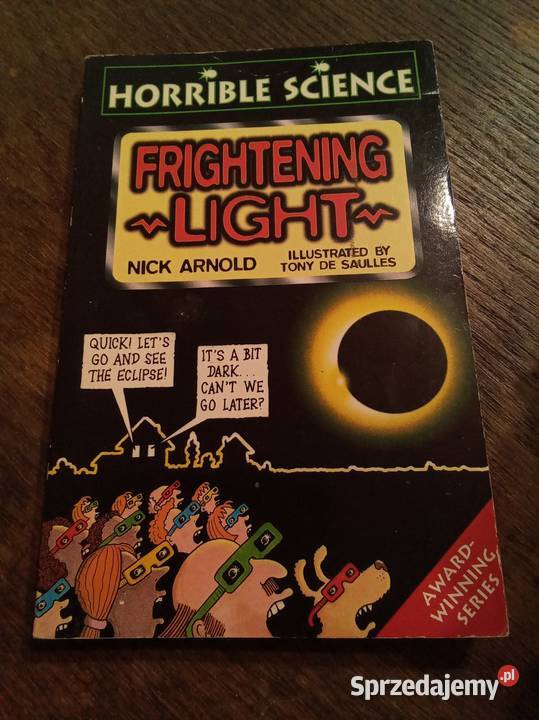 HORRIBLE SCIENCE
FRIGHTENING
LIGHT
NICK ARNOLD
ILLUSTRATED BY
TONY DE SAULLES
QUICK! LET'S
GO AND SEE
THE ECLIPSE!
IT'S A BIT
DARK...
CAN'T WE
GO LATER?
AWARD-
WINNING
SERIES
Sprzedajemy.pl